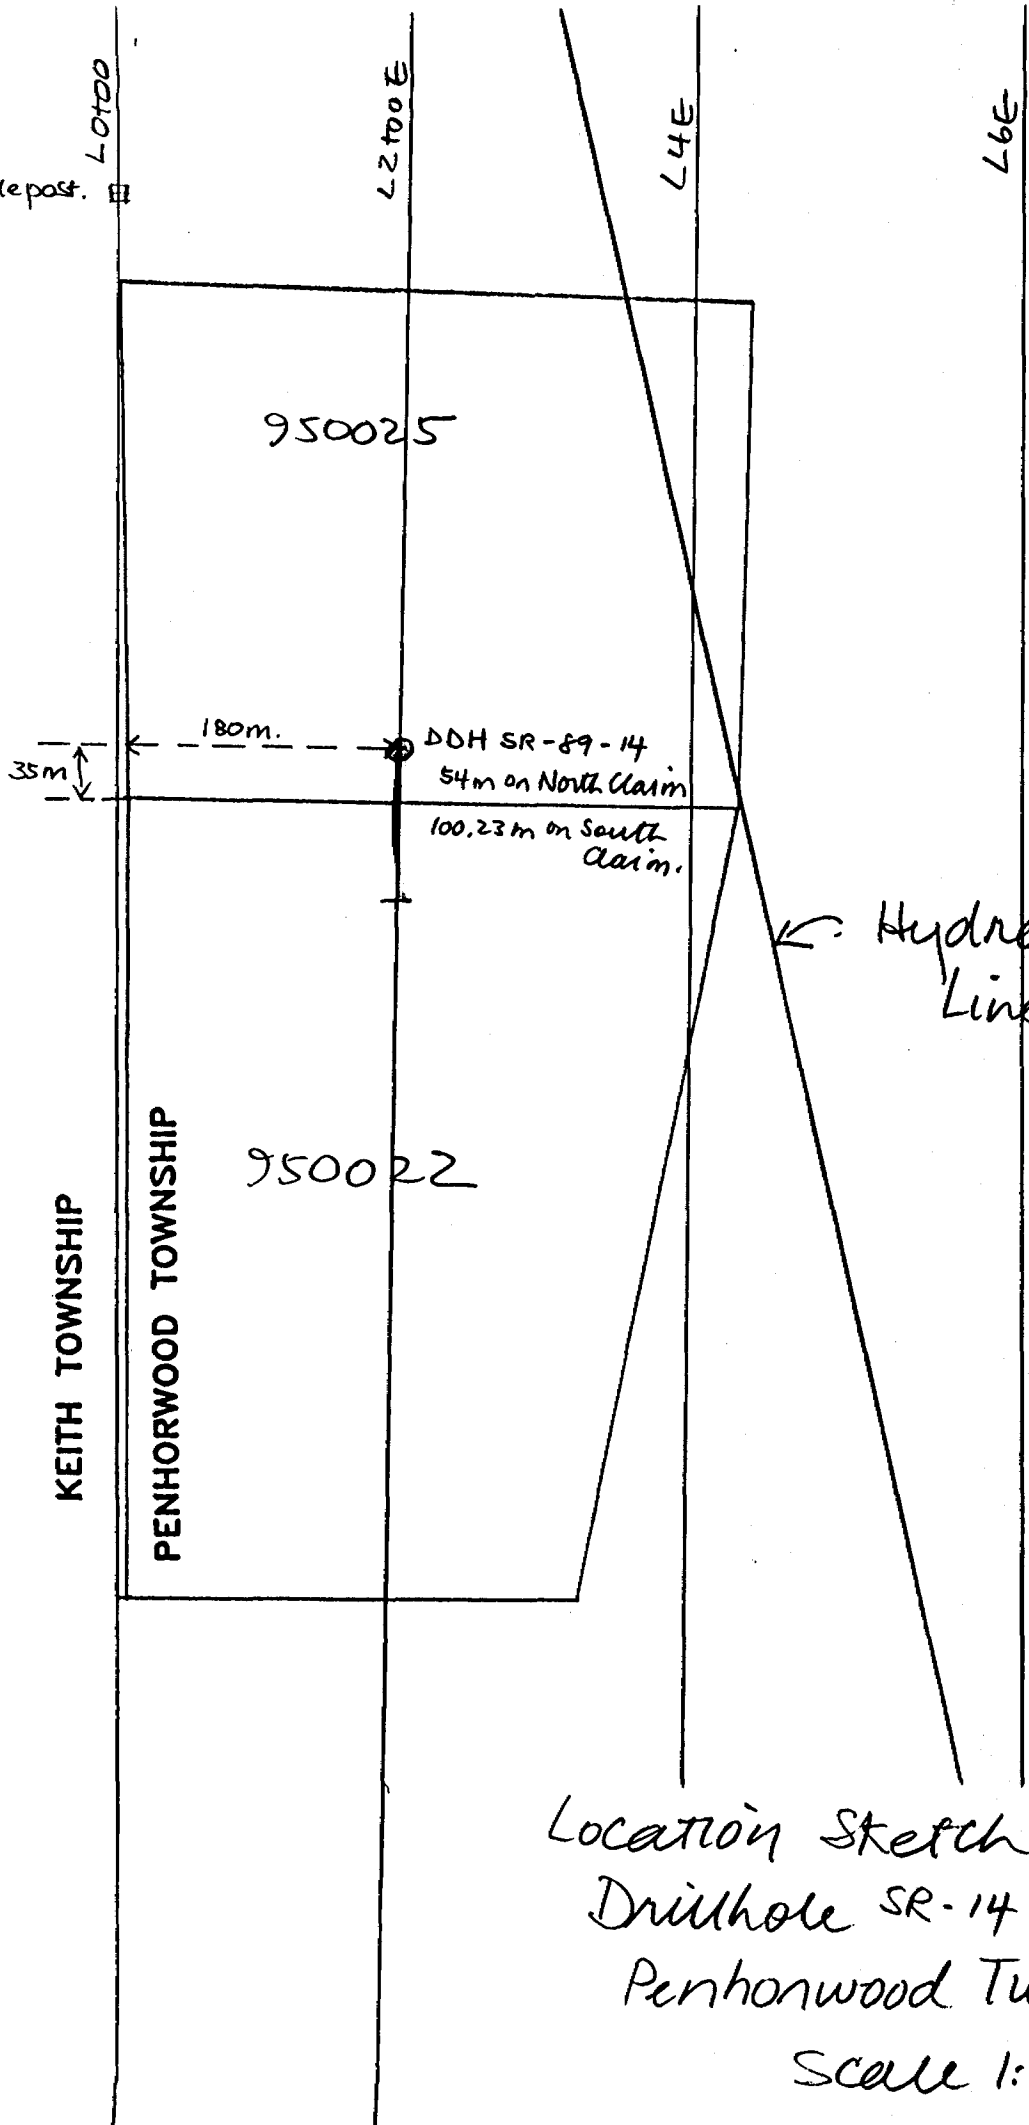 L0+00
L2+00E
L4E
L6E
lepost.
950025
180m.
35m
DDH SR-89-14
54m on North Claim
100.23m on South
Claim.
Hydro
Line
950022
KEITH TOWNSHIP
PENHORWOOD TOWNSHIP
Location Sketch
Drillhole SR-14
Penhorwood Tw
Scale 1: